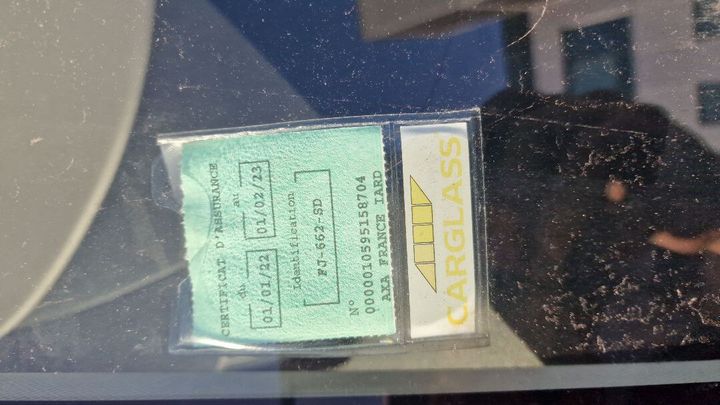 CERTIFICAT D'ASSURANCE
du au
01/01/22 01/02/23
Identification
FJ-662-SD
N°
0000010595158704
AXA FRANCE IARD
CARGLASS